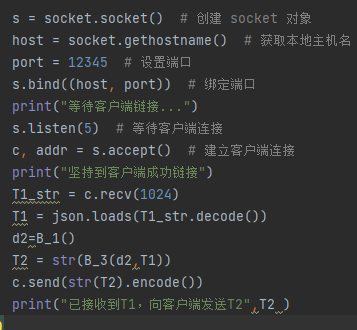 s = socket.socket()  # 创建 socket 对象
host = socket.gethostname()  # 获取本地主机名
port = 12345  # 设置端口
s.bind((host, port))  # 绑定端口
print("等待客户端链接...")
s.listen(5)  # 等待客户端连接
c, addr = s.accept()  # 建立客户端连接
print("坚持到客户端成功链接")
T1_str = c.recv(1024)
T1 = json.loads(T1_str.decode())
d2=B_1()
T2 = str(B_3(d2,T1))
c.send(str(T2).encode())
print("已接收到T1，向客户端发送T2",T2 )